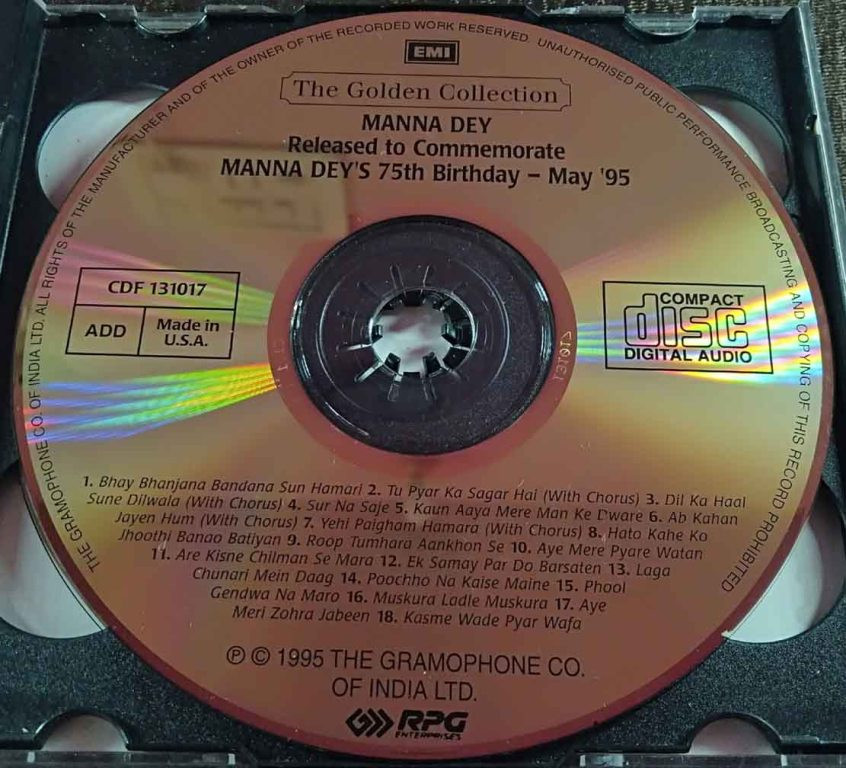 THE GRAMOPHONE CO. OF INDIA LTD. ALL RIGHTS OF THE MANUFACTURER AND OF THE OWNER OF THE RECORDED WORK RESERVED. UNAUTHORISED PUBLIC PERFORMANCE BROADCASTING AND COPYING OF THIS RECORD PROHIBITED
EMI
The Golden Collection
MANNA DEY
Released to Commemorate
MANNA DEY'S 75th Birthday – May '95
CDF 131017
ADD
Made in
U.S.A.
COMPACT
disc
DIGITAL AUDIO
1. Bhay Bhanjana Bandana Sun Hamari 2. Tu Pyar Ka Sagar Hai (With Chorus) 3. Dil Ka Haal
Sune Dilwala (With Chorus) 4. Sur Na Saje 5. Kaun Aaya Mere Man Ke Dware 6. Ab Kahan
Jayen Hum (With Chorus) 7. Yehi Paigham Hamara (With Chorus) 8. Hato Kahe Ko
Jhoothi Banao Batiyan 9. Roop Tumhara Aankhon Se 10. Aye Mere Pyare Watan
11. Are Kisne Chilman Se Mara 12. Ek Samay Par Do Barsaten 13. Laga
Chunari Mein Daag 14. Poochho Na Kaise Maine 15. Phool
Gendwa Na Maro 16. Muskura Ladle Muskura 17. Aye
Meri Zohra Jabeen 18. Kasme Wade Pyar Wafa
℗ © 1995 THE GRAMOPHONE CO.
OF INDIA LTD.
RPG
ENTERPRISES